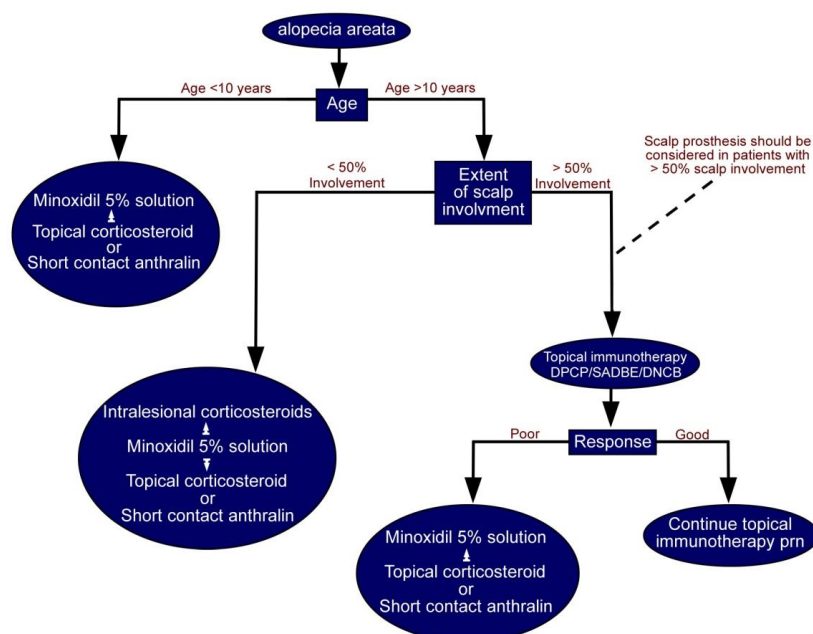 alopecia areata
Age <10 years
Age >10 years
Age
Minoxidil 5% solution
Topical corticosteroid
or
Short contact anthralin
< 50%
Involvement
Extent
of scalp
involvment
> 50%
Involvement
Scalp prosthesis should be
considered in patients with
> 50% scalp involvement
Topical immunotherapy
DPCP/SADBE/DNCB
Intralesional corticosteroids
Minoxidil 5% solution
Topical corticosteroid
or
Short contact anthralin
Poor
Response
Good
Minoxidil 5% solution
Topical corticosteroid
or
Short contact anthralin
Continue topical
immunotherapy prn